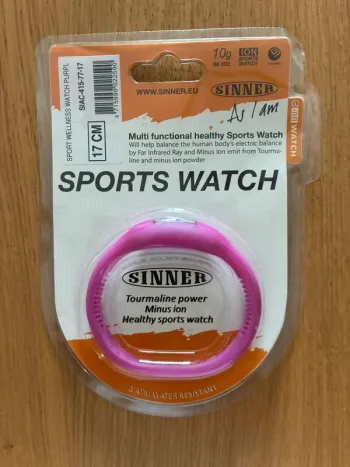 SPORT WELLNESS WATCH PURPL
SIAC-415-77-17
17 CM
WWW.SINNER.EU
10g
ION
SPORTS
WATCH
SINNER
As I am
Multi functional healthy Sports Watch
Will help balance the human body's electric balance
by Far Infrared Ray and Minus Ion emit from Tourma-
line and minus ion powder
SPORTS WATCH
WATCH
SINNER
Tourmaline power
Minus ion
Healthy sports watch
3 ATM WATER RESISTANT